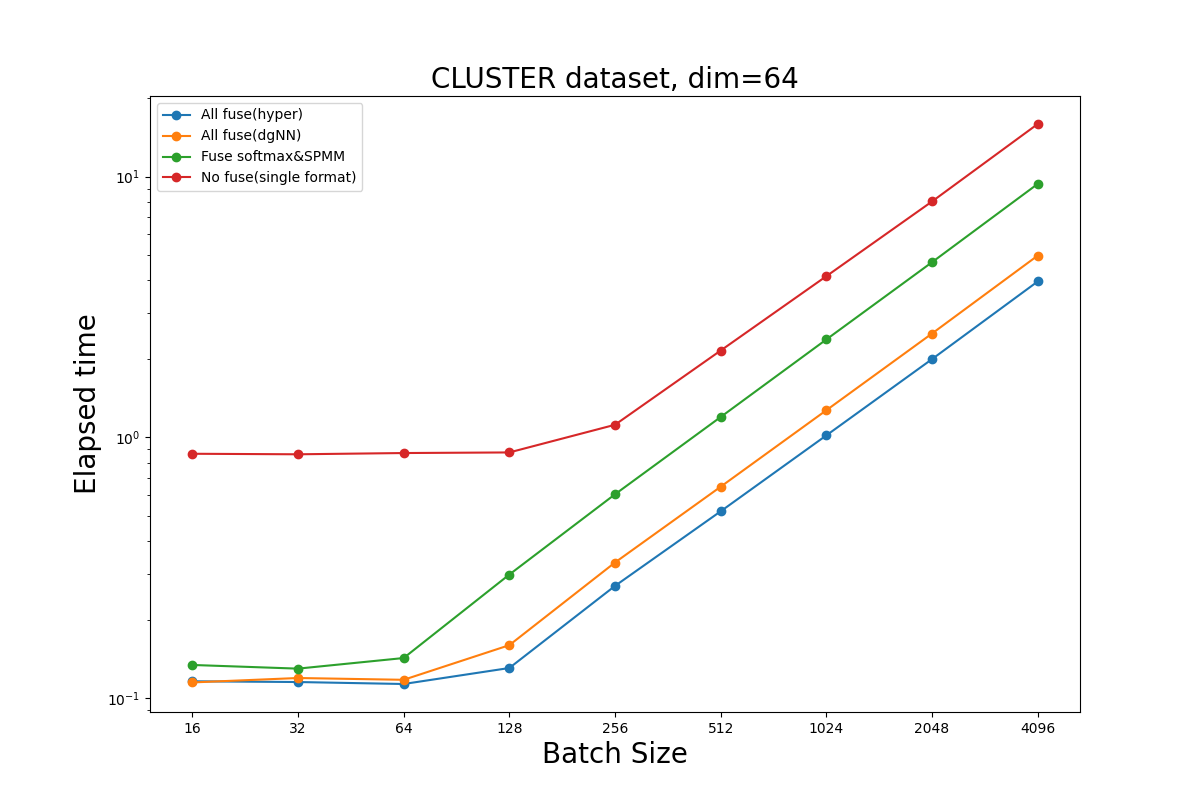 CLUSTER dataset, dim=64
All fuse(hyper)
All fuse(dgNN)
Fuse softmax&SPMM
No fuse(single format)
Elapsed time
10¹
10⁰
10⁻¹
16 32 64 128 256 512 1024 2048 4096
Batch Size